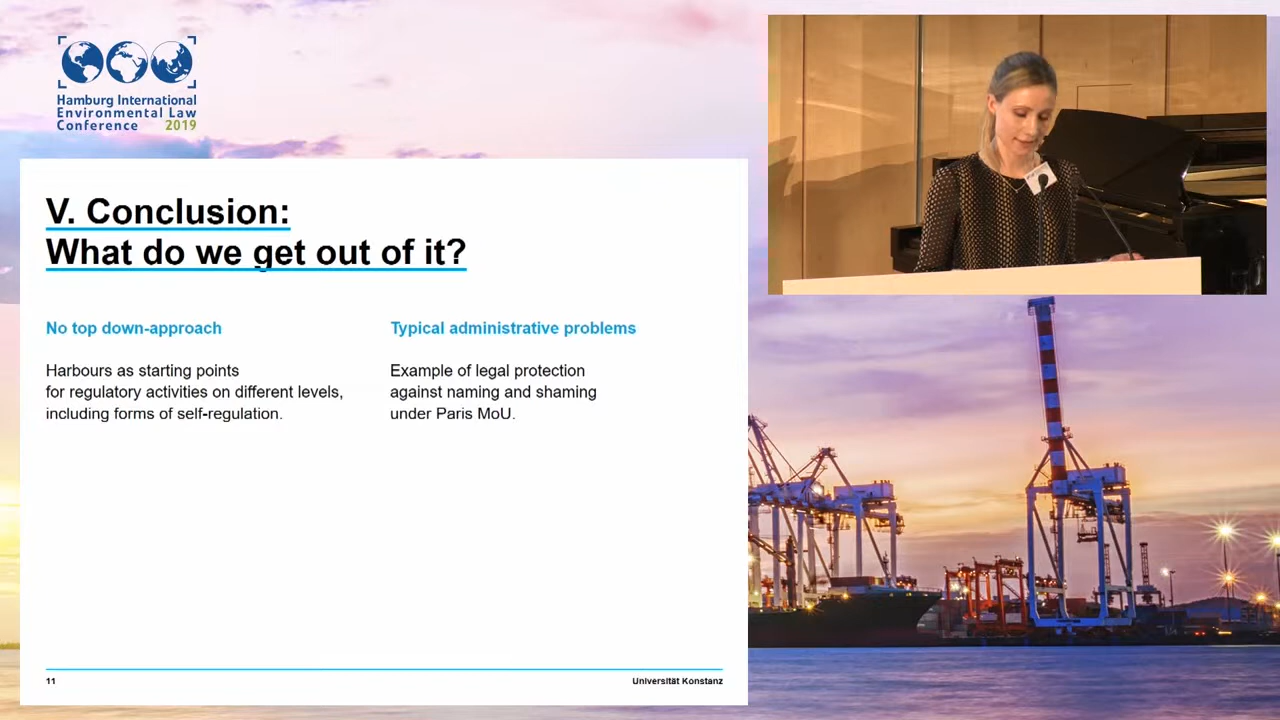 Hamburg International
Environmental Law
Conference 2019
V. Conclusion:
What do we get out of it?
No top down-approach
Harbours as starting points
for regulatory activities on different levels,
including forms of self-regulation.
Typical administrative problems
Example of legal protection
against naming and shaming
under Paris MoU.
11
Universität Konstanz